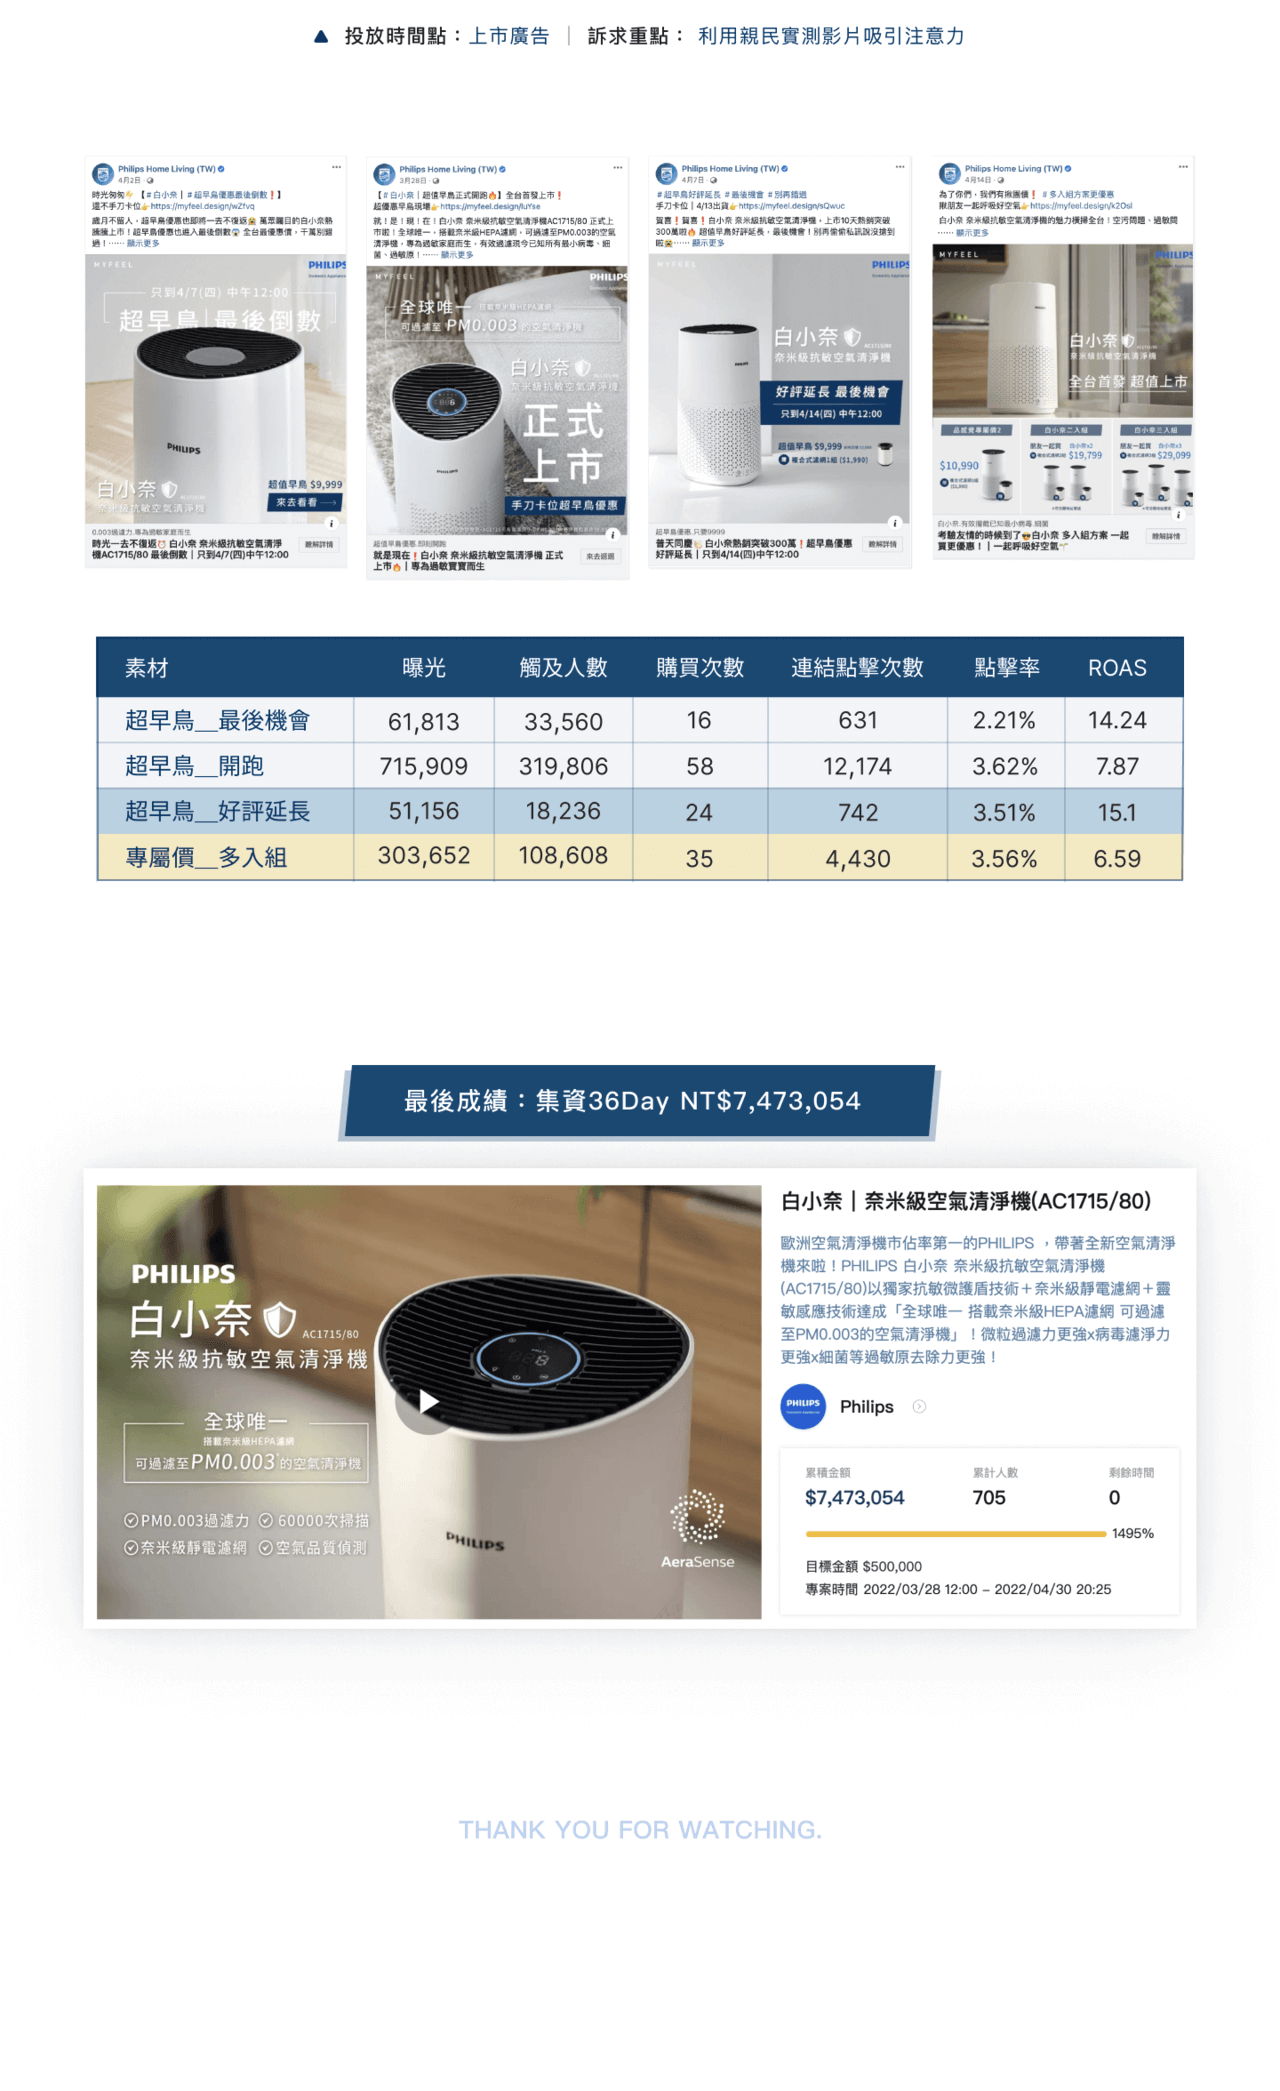 ▲ 投放時間點：上市廣告 ｜ 訴求重點： 利用親民實測影片吸引注意力
Philips Home Living (TW)
4月2日
時光匆匆 【#白小奈 | #超早鳥優惠最後倒數❗】
還不手刀卡位👉https://myfeel.design/wZfvq
歲月不留人，超早鳥優惠也即將一去不復返😭 萬眾矚目的白小奈熱
騰騰上市！超早鳥優惠也進入最後倒數😱 全台最優惠價，千萬別錯
過！⋯⋯ 顯示更多
MYFEEL
PHILIPS
只到4/7(四) 中午12:00
超早鳥|最後倒數
PHILIPS
白小奈
奈米級抗敏空氣清淨機
超值早鳥 $9,999
來去看看
0.003過濾力.專為過敏家庭而生
時光一去不復返⏰ 白小奈 奈米級抗敏空氣清淨
機AC1715/80 最後倒數 | 只到4/7(四)中午12:00
瞭解詳情
Philips Home Living (TW)
3月28日
【#白小奈 | 超值早鳥正式開跑🔥】全台首發上市❗
超優惠早鳥現場👉https://myfeel.design/luYse
就！是！現！在！白小奈 奈米級抗敏空氣清淨機AC1715/80 正式上
市啦！全球唯一，搭載奈米級HEPA濾網，可過濾至PM0.003的空氣
清淨機，專為過敏家庭而生，有效過濾現今已知所有最小病毒、細
菌、過敏原！⋯⋯ 顯示更多
MYFEEL
PHILIPS
全球唯一 搭載奈米級HEPA濾網
可過濾至 PM0.003 的空氣清淨機
白小奈
奈米級抗敏空氣清淨機
正式
上市
手刀卡位超早鳥優惠
超值早鳥優惠.即刻開跑
就是現在❗白小奈 奈米級抗敏空氣清淨機 正式
上市🔥 | 專為過敏寶寶而生
來去逛逛
Philips Home Living (TW)
4月7日
#超早鳥好評延長 #最後機會 #別再錯過
手刀卡位 | 4/13出貨👉https://myfeel.design/sQwuc
賀喜❗賀喜❗白小奈 奈米級抗敏空氣清淨機，上市10天熱銷突破
300萬啦🔥 超值早鳥好評延長，最後機會！別再偷偷私訊說沒搶到
啦😭⋯⋯ 顯示更多
MYFEEL
PHILIPS
白小奈
奈米級抗敏空氣清淨機
好評延長 最後機會
只到4/14(四) 中午12:00
超值早鳥 $9,999
複合式濾網1組 ($1,990)
超早鳥優惠.只要9999
普天同慶 白小奈熱銷突破300萬❗超早鳥優惠
好評延長 | 只到4/14(四)中午12:00
瞭解詳情
Philips Home Living (TW)
4月14日
為了你們，我們有揪團價❗ #多入組方案更優惠
揪朋友一起呼吸好空氣👉https://myfeel.design/k2Osl
白小奈 奈米級抗敏空氣清淨機的魅力橫掃全台！空污問題、過敏問
⋯⋯ 顯示更多
MYFEEL
PHILIPS
白小奈
奈米級抗敏空氣清淨機
全台首發 超值上市
品感覺專屬價2
白小奈二入組
白小奈三入組
$10,990
朋友一起買 白小奈x2
$19,799
朋友一起買 白小奈x3
$29,099
白小奈.有效攔截已知最小病毒.細菌
考驗友情的時候到了😎白小奈 多入組方案 一起
買更優惠！ | 一起呼吸好空氣🌱
瞭解詳情
素材 曝光 觸及人數 購買次數 連結點擊次數 點擊率 ROAS
超早鳥__最後機會 61,813 33,560 16 631 2.21% 14.24
超早鳥__開跑 715,909 319,806 58 12,174 3.62% 7.87
超早鳥__好評延長 51,156 18,236 24 742 3.51% 15.1
專屬價__多入組 303,652 108,608 35 4,430 3.56% 6.59
最後成績：集資36Day NT$7,473,054
PHILIPS
白小奈 AC1715/80
奈米級抗敏空氣清淨機
全球唯一
搭載奈米級HEPA濾網
可過濾至PM0.003的空氣清淨機
PM0.003過濾力 60000次掃描
奈米級靜電濾網 空氣品質偵測
PHILIPS
AeraSense
白小奈｜奈米級空氣清淨機(AC1715/80)
歐洲空氣清淨機市佔率第一的PHILIPS ，帶著全新空氣清淨
機來啦！PHILIPS 白小奈 奈米級抗敏空氣清淨機
(AC1715/80)以獨家抗敏微護盾技術＋奈米級靜電濾網＋靈
敏感應技術達成「全球唯一 搭載奈米級HEPA濾網 可過濾
至PM0.003的空氣清淨機」！微粒過濾力更強x病毒濾淨力
更強x細菌等過敏原去除力更強！
PHILIPS
Philips
累積金額 累計人數 剩餘時間
$7,473,054 705 0
1495%
目標金額 $500,000
專案時間 2022/03/28 12:00 – 2022/04/30 20:25
THANK YOU FOR WATCHING.